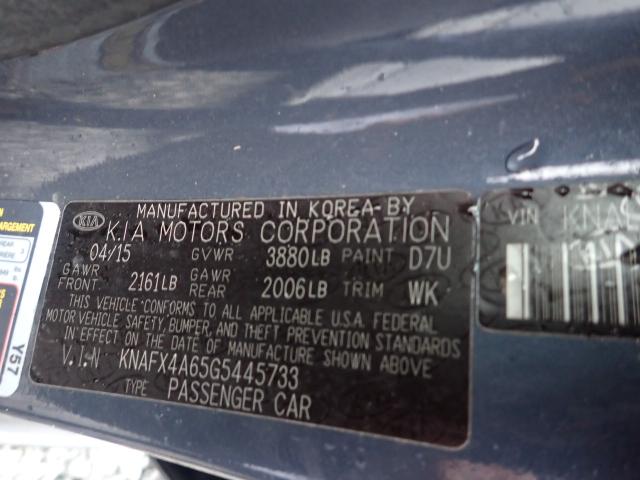 MANUFACTURED IN KOREA-BY
KIA KIA MOTORS CORPORATION
04/15 GVWR 3880LB PAINT D7U
GAWR FRONT 2161LB GAWR REAR 2006LB TRIM WK
THIS VEHICLE CONFORMS TO ALL APPLICABLE U.S.A. FEDERAL
MOTOR VEHICLE SAFETY, BUMPER, AND THEFT PREVENTION STANDARDS
IN EFFECT ON THE DATE OF MANUFACTURE SHOWN ABOVE.
V.I.N KNAFX4A65G5445733
TYPE PASSENGER CAR
Y57
VIN